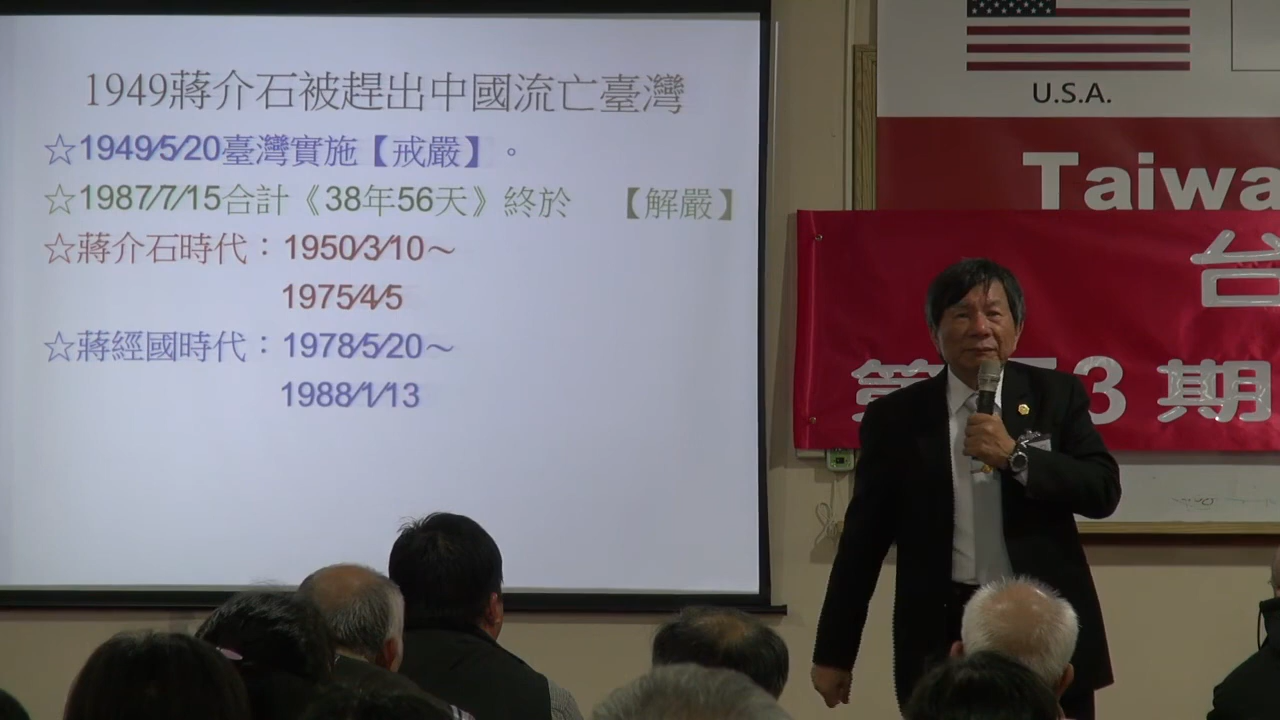 1949蔣介石被趕出中國流亡臺灣
☆1949/5/20臺灣實施【戒嚴】。
☆1987/7/15合計《38年56天》終於 【解嚴】
☆蔣介石時代：1950/3/10～
1975/4/5
☆蔣經國時代：1978/5/20～
1988/1/13
U.S.A.
Taiwa
台
第 3 期